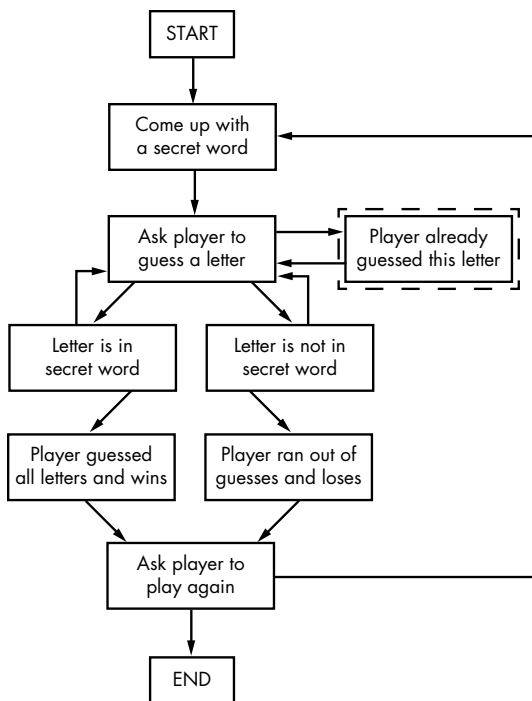 START
Come up with
a secret word
Ask player to
guess a letter
Player already
guessed this letter
Letter is in
secret word
Letter is not in
secret word
Player guessed
all letters and wins
Player ran out of
guesses and loses
Ask player to
play again
END